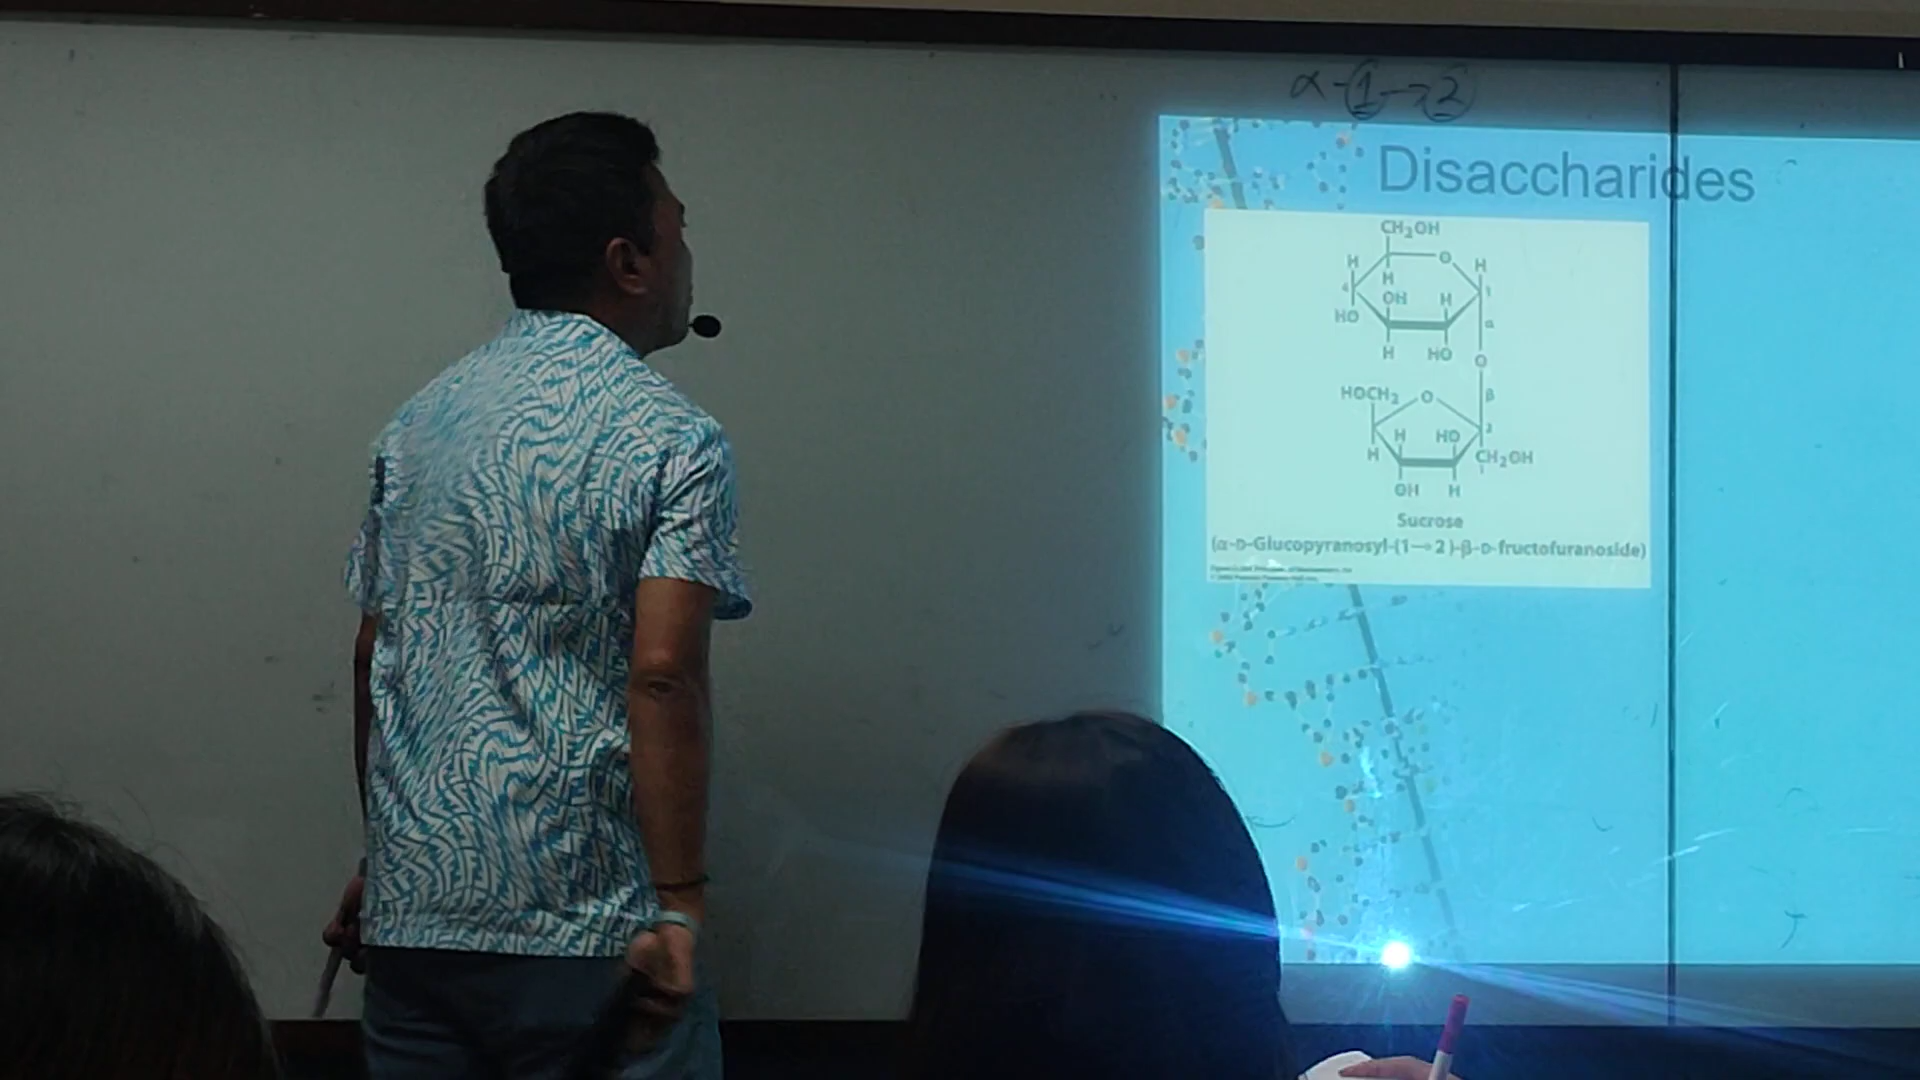 α-1→2
Disaccharides
CH2OH
O
H
H
H
4
1
OH
H
HO
α
H
HO
O
HOCH2
O
β
H
HO
2
H
CH2OH
1
OH
H
Sucrose
(α-D-Glucopyranosyl-(1→2)-β-D-fructofuranoside)